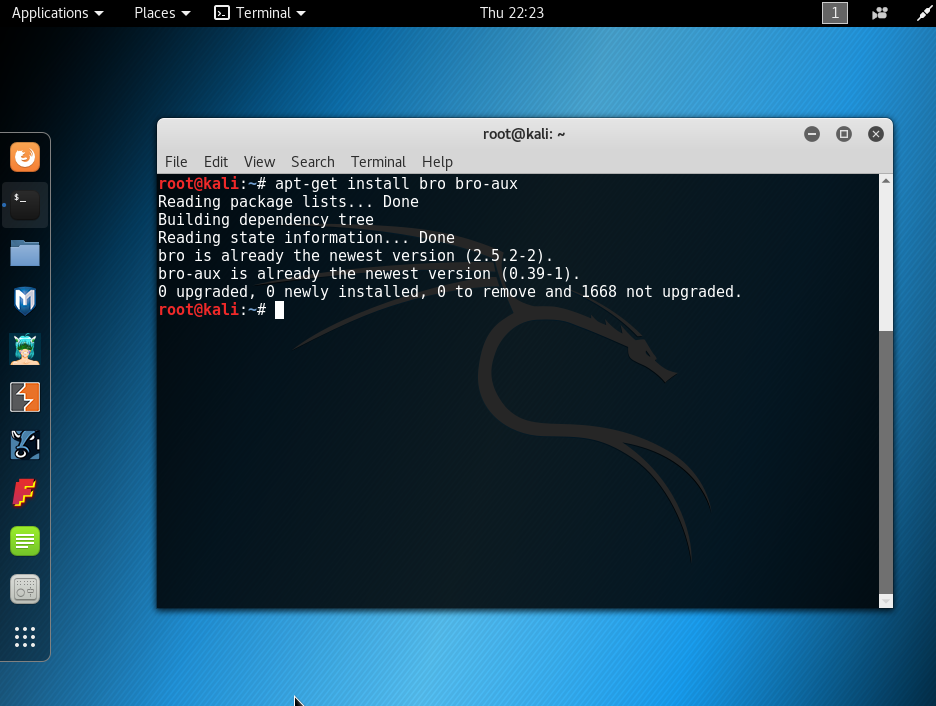 Applications Places Terminal Thu 22:23 1
root@kali: ~
File Edit View Search Terminal Help
root@kali:~# apt-get install bro bro-aux
Reading package lists... Done
Building dependency tree
Reading state information... Done
bro is already the newest version (2.5.2-2).
bro-aux is already the newest version (0.39-1).
0 upgraded, 0 newly installed, 0 to remove and 1668 not upgraded.
root@kali:~#